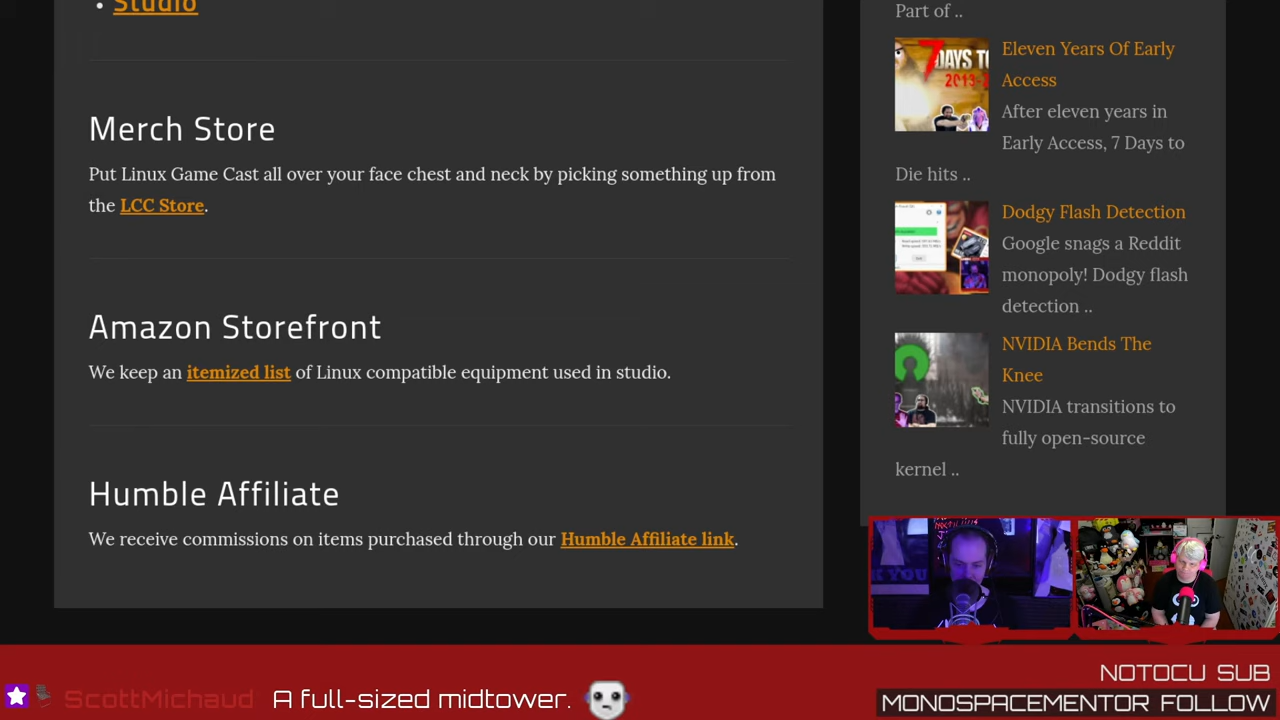 Studio
Merch Store
Put Linux Game Cast all over your face chest and neck by picking something up from
the LCC Store.
Amazon Storefront
We keep an itemized list of Linux compatible equipment used in studio.
Humble Affiliate
We receive commissions on items purchased through our Humble Affiliate link.
Part of ..
7 DAYS TO
2013-2
Eleven Years Of Early
Access
After eleven years in
Early Access, 7 Days to
Die hits ..
Dodgy Flash Detection
Google snags a Reddit
monopoly! Dodgy flash
detection ..
NVIDIA Bends The
Knee
NVIDIA transitions to
fully open-source
kernel ..
ScottMichaud A full-sized midtower.
NOTOCU SUB
MONOSPACEMENTOR FOLLOW